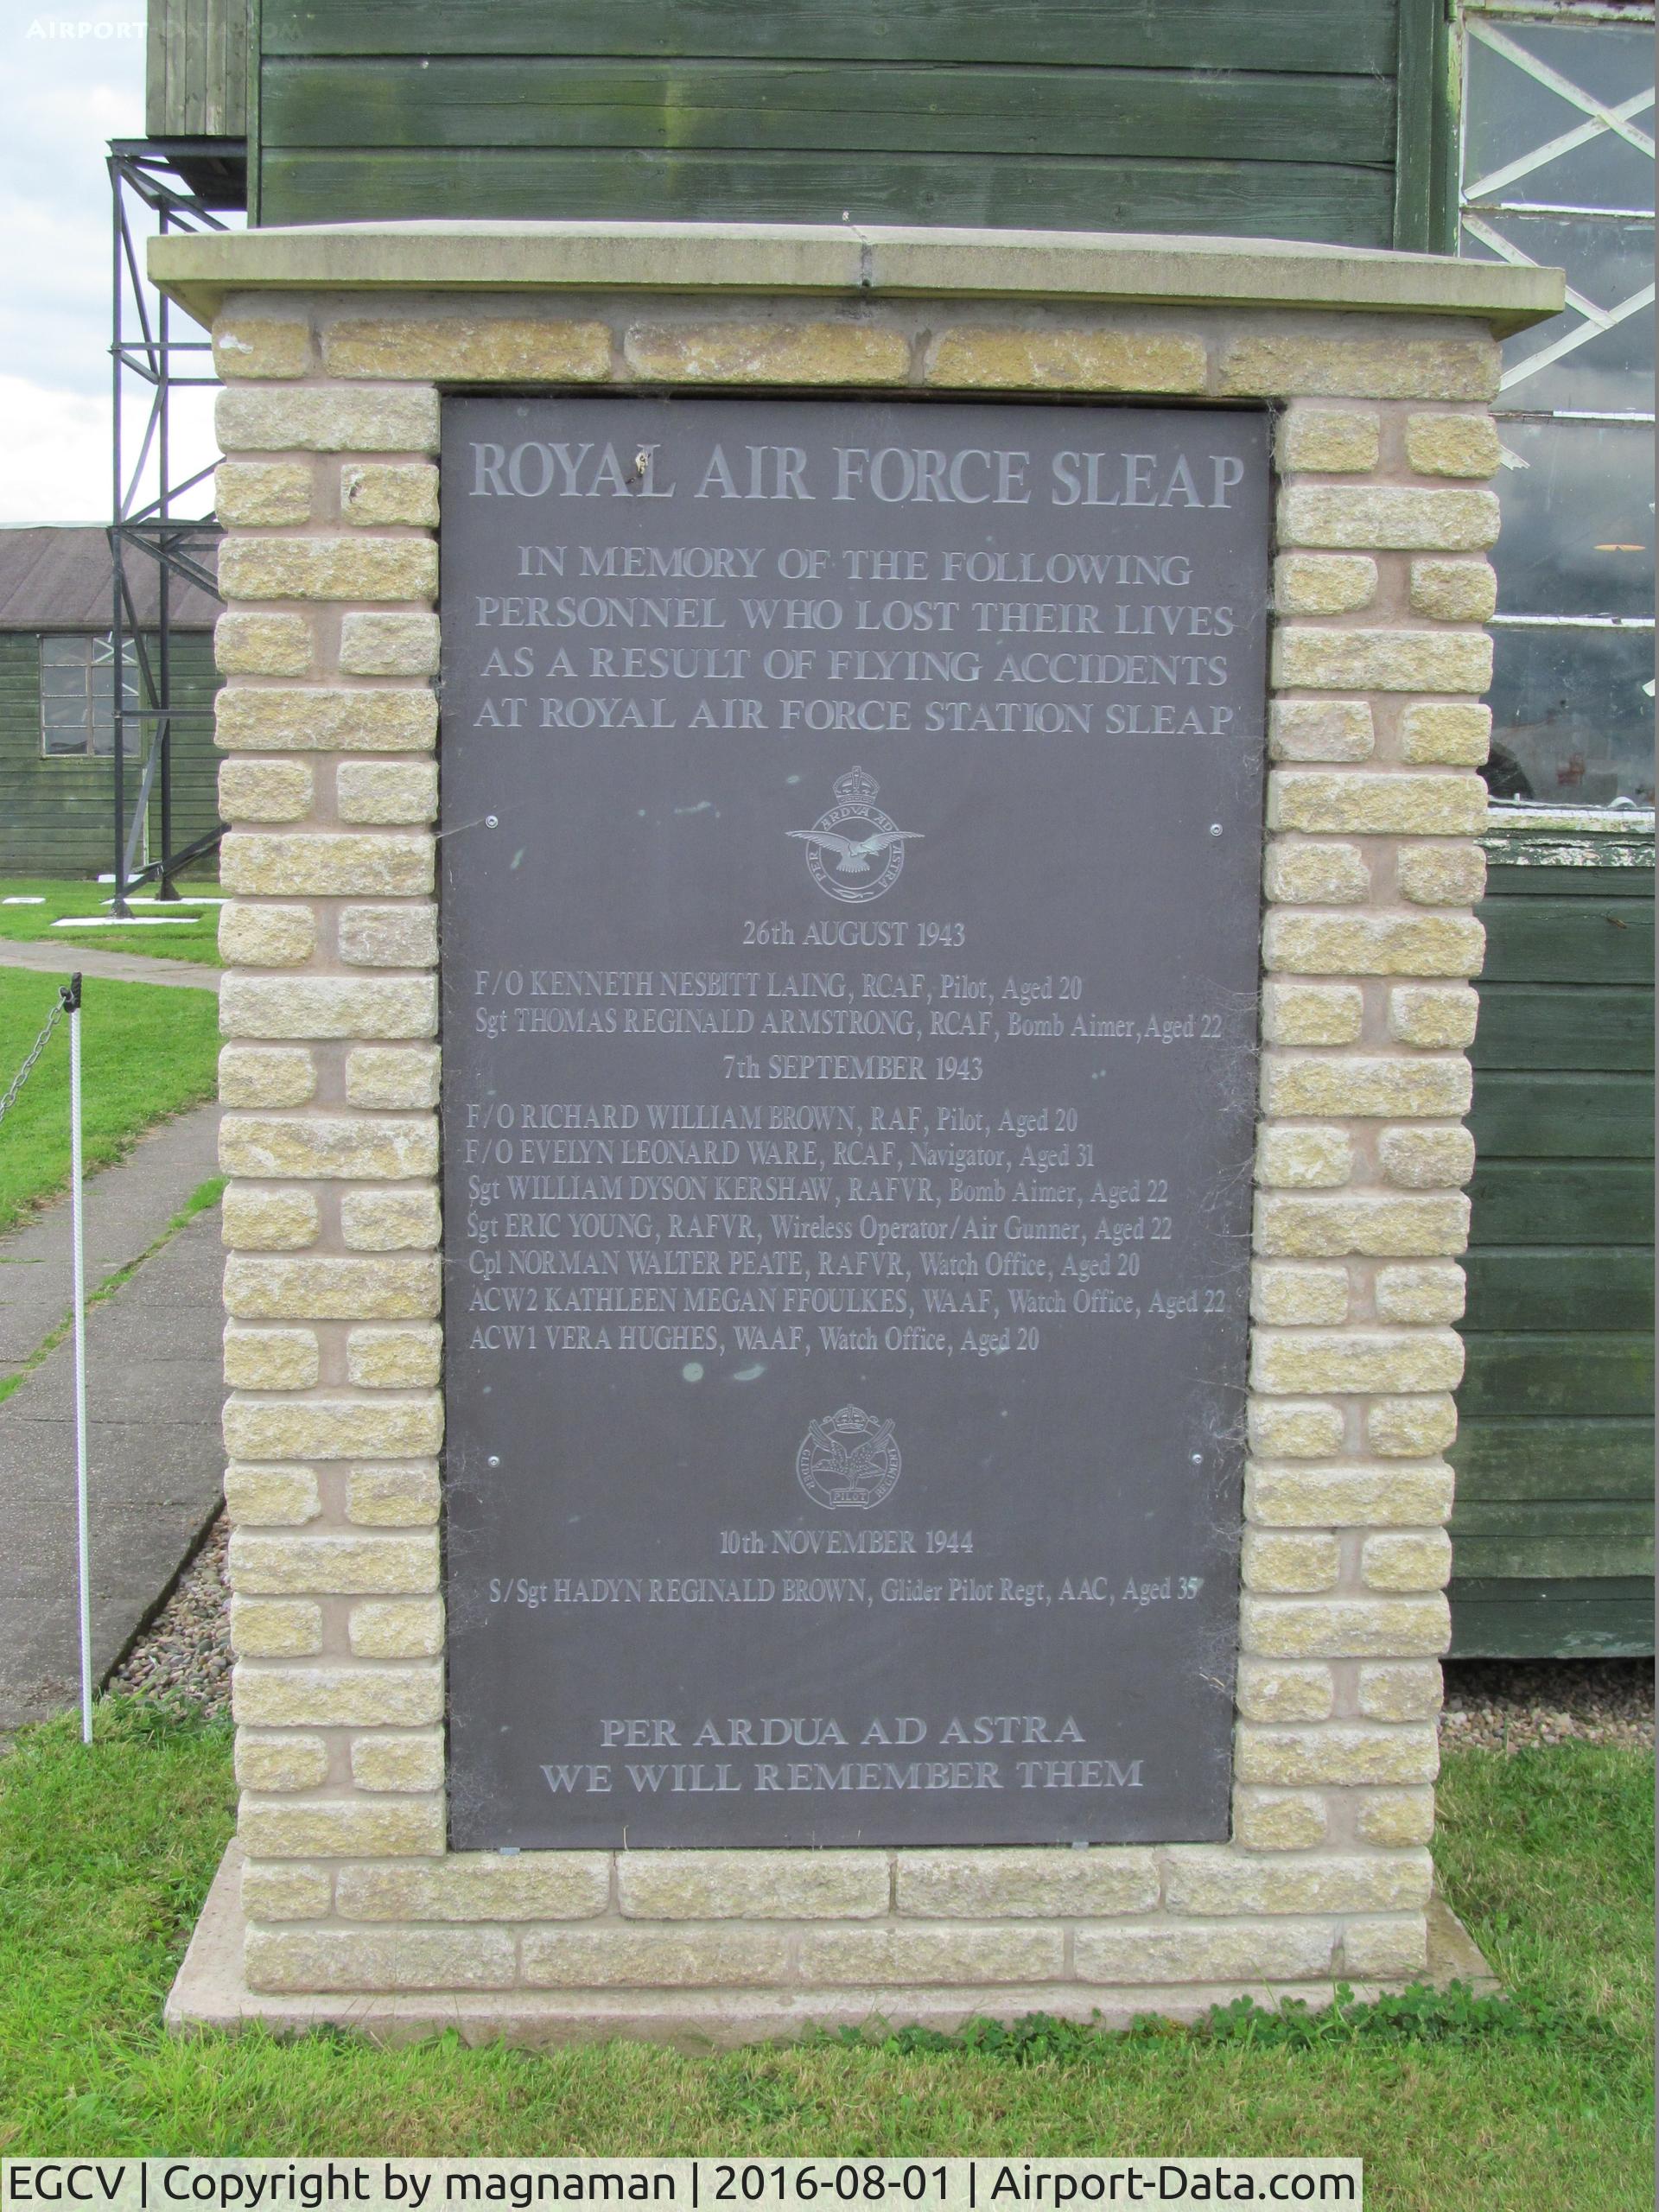 AIRPORT-DATA.COM
ROYAL AIR FORCE SLEAP
IN MEMORY OF THE FOLLOWING
PERSONNEL WHO LOST THEIR LIVES
AS A RESULT OF FLYING ACCIDENTS
AT ROYAL AIR FORCE STATION SLEAP
PER ARDVA AD ASTRA
26th AUGUST 1943
F/O KENNETH NESBITT LAING, RCAF, Pilot, Aged 20
Sgt THOMAS REGINALD ARMSTRONG, RCAF, Bomb Aimer, Aged 22
7th SEPTEMBER 1943
F/O RICHARD WILLIAM BROWN, RAF, Pilot, Aged 20
F/O EVELYN LEONARD WARE, RCAF, Navigator, Aged 31
Sgt WILLIAM DYSON KERSHAW, RAFVR, Bomb Aimer, Aged 22
Sgt ERIC YOUNG, RAFVR, Wireless Operator/Air Gunner, Aged 22
Cpl NORMAN WALTER PEATE, RAFVR, Watch Office, Aged 20
ACW2 KATHLEEN MEGAN FFOULKES, WAAF, Watch Office, Aged 22
ACW1 VERA HUGHES, WAAF, Watch Office, Aged 20
GLIDER PILOT REGIMENT
10th NOVEMBER 1944
S/Sgt HADYN REGINALD BROWN, Glider Pilot Regt, AAC, Aged 35
PER ARDUA AD ASTRA
WE WILL REMEMBER THEM
EGCV | Copyright by magnaman | 2016-08-01 | Airport-Data.com